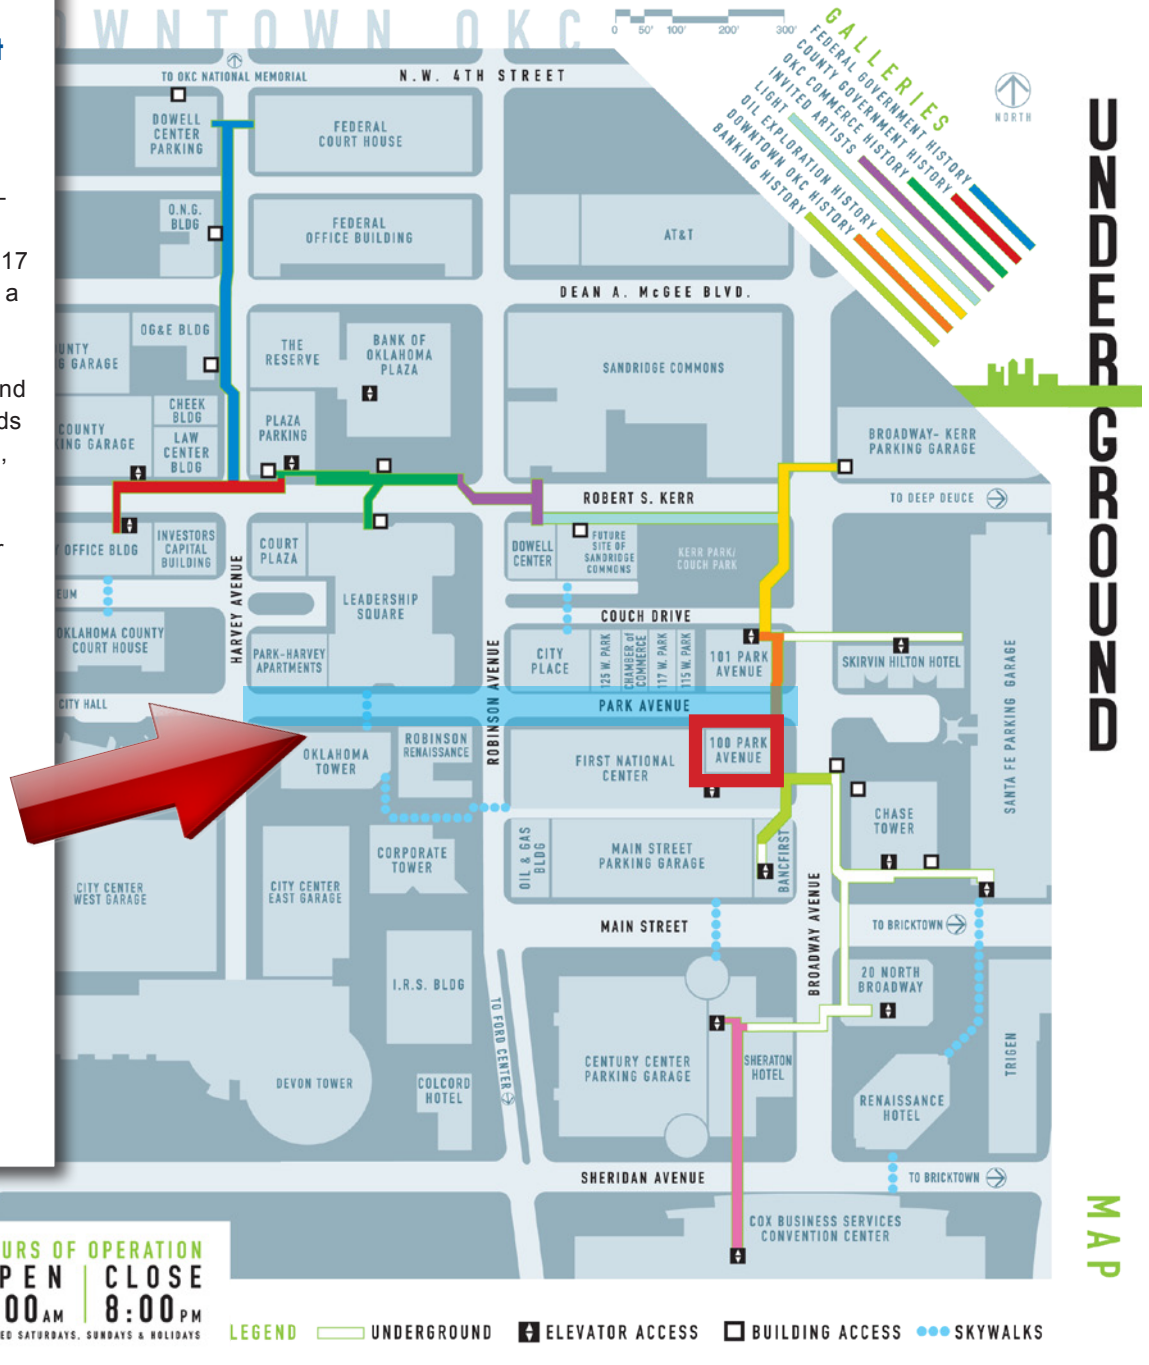 DOWNTOWN OKC
0 50' 100' 200' 300'
GALLERIES
FEDERAL GOVERNMENT HISTORY
COUNTY GOVERNMENT HISTORY
OKC COMMERCE HISTORY
INVITED ARTISTS
LIGHT
OIL EXPLORATION HISTORY
DOWNTOWN OKC HISTORY
BANKING HISTORY
NORTH
UNDERGROUND
MAP
TO OKC NATIONAL MEMORIAL
N.W. 4TH STREET
DOWELL
CENTER
PARKING
FEDERAL
COURT HOUSE
O.N.G.
BLDG
FEDERAL
OFFICE BUILDING
AT&T
17
a
DEAN A. McGEE BLVD.
OG&E BLDG
UNTY
G GARAGE
THE
RESERVE
BANK OF
OKLAHOMA
PLAZA
SANDRIDGE COMMONS
nd
ds
,
CHEEK
BLDG
COUNTY
KING GARAGE
LAW
CENTER
BLDG
PLAZA
PARKING
BROADWAY- KERR
PARKING GARAGE
ROBERT S. KERR
TO DEEP DEUCE
Y OFFICE BLDG
INVESTORS
CAPITAL
BUILDING
COURT
PLAZA
DOWELL
CENTER
FUTURE
SITE OF
SANDRIDGE
COMMONS
KERR PARK/
COUCH PARK
HARVEY AVENUE
EUM
LEADERSHIP
SQUARE
COUCH DRIVE
OKLAHOMA COUNTY
COURT HOUSE
PARK-HARVEY
APARTMENTS
ROBINSON AVENUE
CITY
PLACE
125 W. PARK
CHAMBER of
COMMERCE
117 W. PARK
115 W. PARK
101 PARK
AVENUE
SKIRVIN HILTON HOTEL
SANTA FE PARKING GARAGE
CITY HALL
PARK AVENUE
OKLAHOMA
TOWER
ROBINSON
RENAISSANCE
FIRST NATIONAL
CENTER
100 PARK
AVENUE
CHASE
TOWER
CITY CENTER
WEST GARAGE
CITY CENTER
EAST GARAGE
CORPORATE
TOWER
OIL & GAS
BLDG
MAIN STREET
PARKING GARAGE
BANCFIRST
BROADWAY AVENUE
MAIN STREET
TO BRICKTOWN
I.R.S. BLDG
TO FORD CENTER
20 NORTH
BROADWAY
DEVON TOWER
COLCORD
HOTEL
CENTURY CENTER
PARKING GARAGE
SHERATON
HOTEL
RENAISSANCE
HOTEL
TRIGEN
SHERIDAN AVENUE
TO BRICKTOWN
COX BUSINESS SERVICES
CONVENTION CENTER
URS OF OPERATION
PEN CLOSE
:00AM 8:00PM
ED SATURDAYS, SUNDAYS & HOLIDAYS
LEGEND UNDERGROUND ELEVATOR ACCESS BUILDING ACCESS SKYWALKS